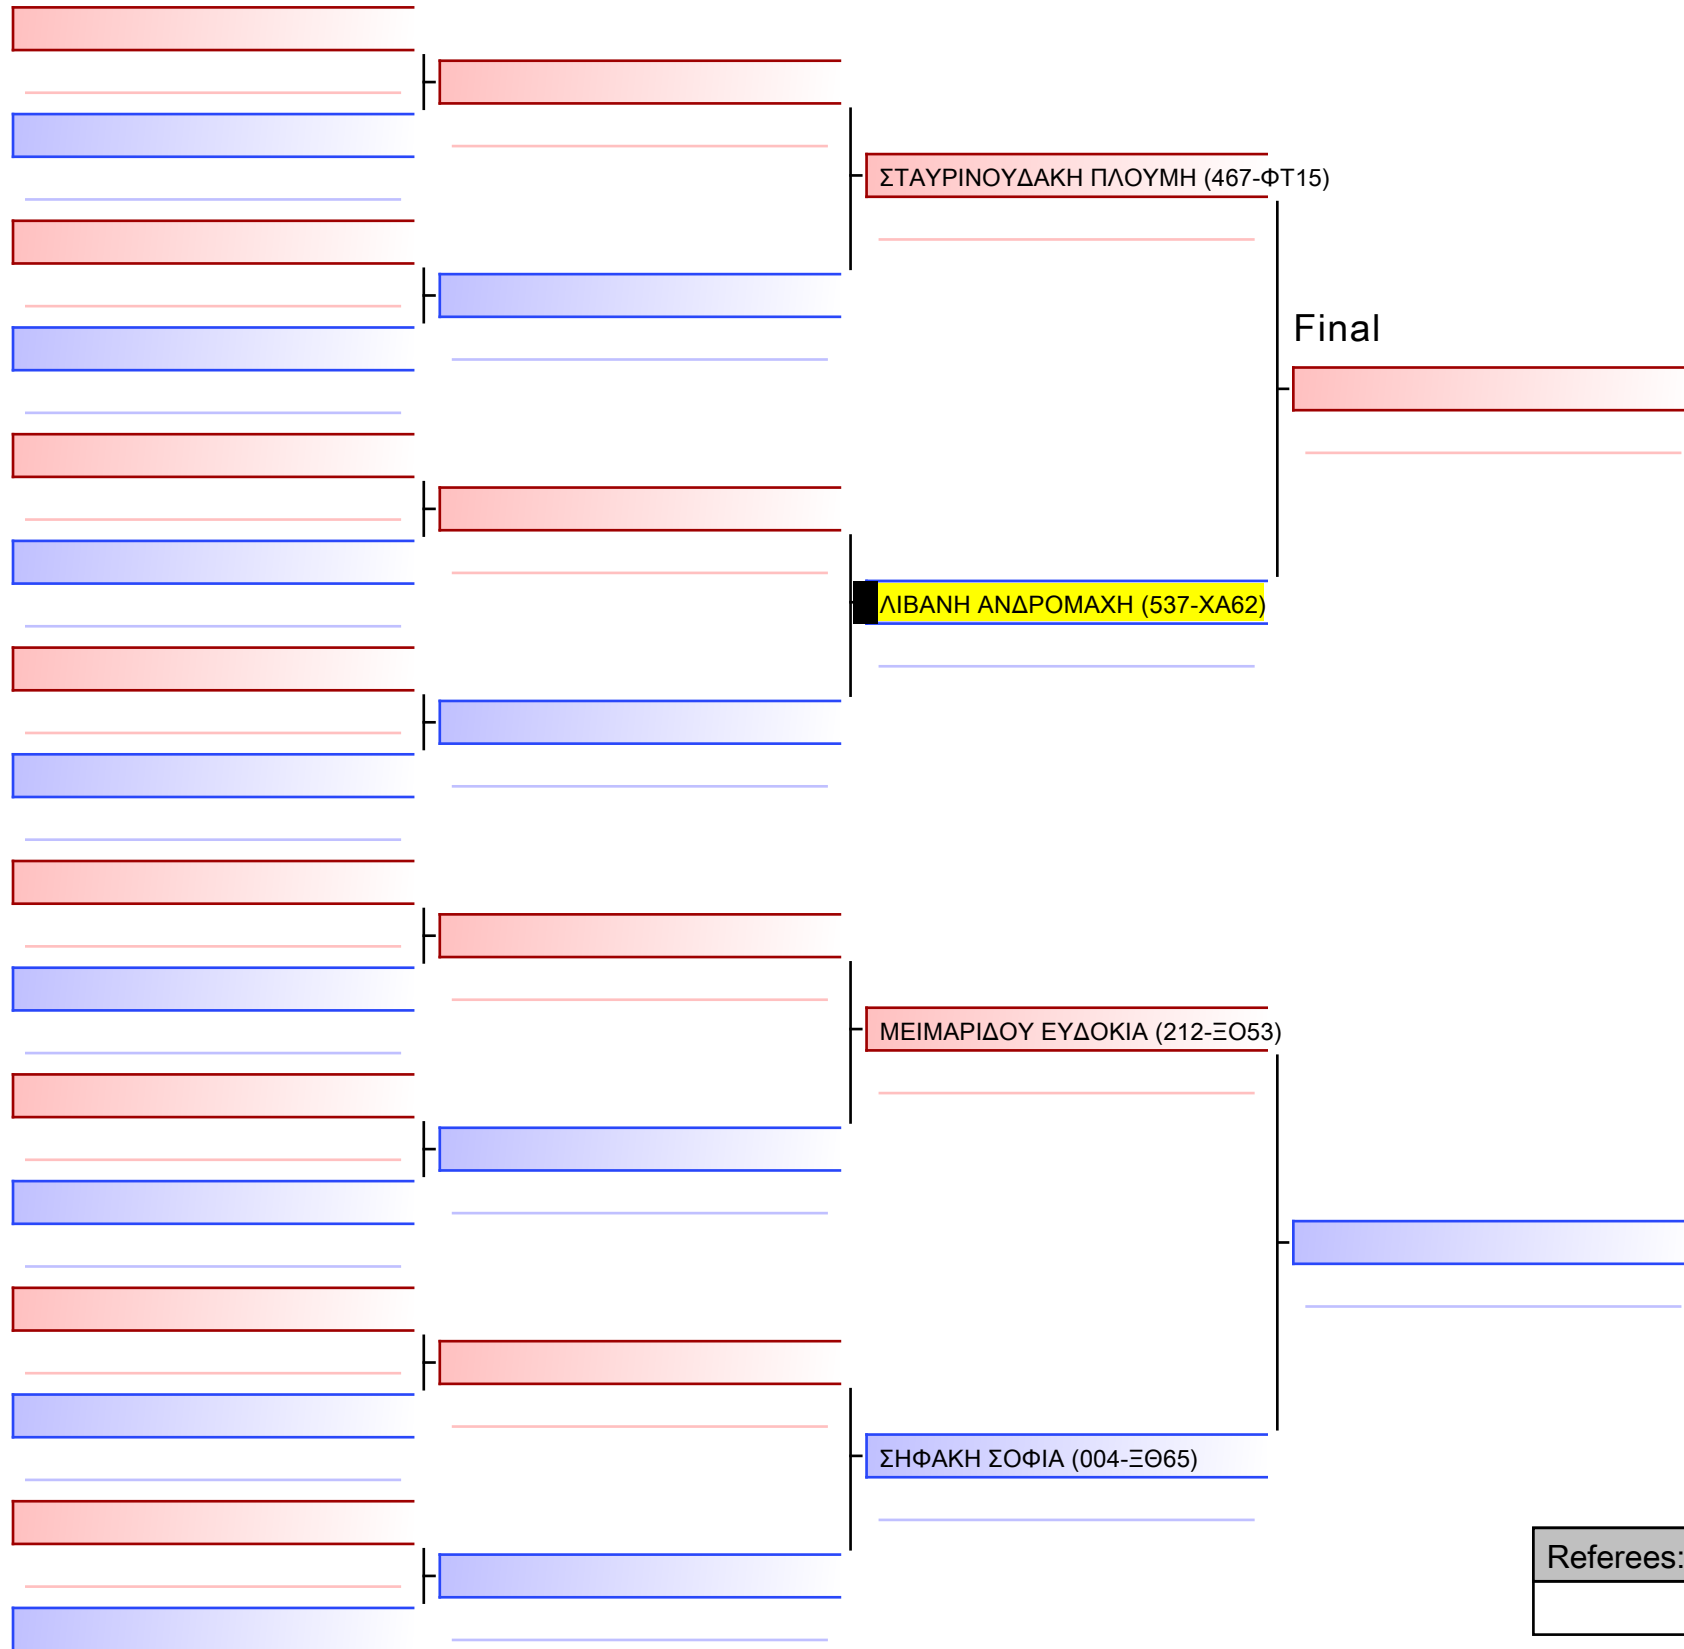 ΣΤΑΥΡΙΝΟΥΔΑΚΗ ΠΛΟΥΜΗ (467-ΦΤ15)
Final
ΛΙΒΑΝΗ ΑΝΔΡΟΜΑΧΗ (537-ΧΑ62)
ΜΕΙΜΑΡΙΔΟΥ ΕΥΔΟΚΙΑ (212-ΞΟ53)
ΣΗΦΑΚΗ ΣΟΦΙΑ (004-ΞΘ65)
Referees: